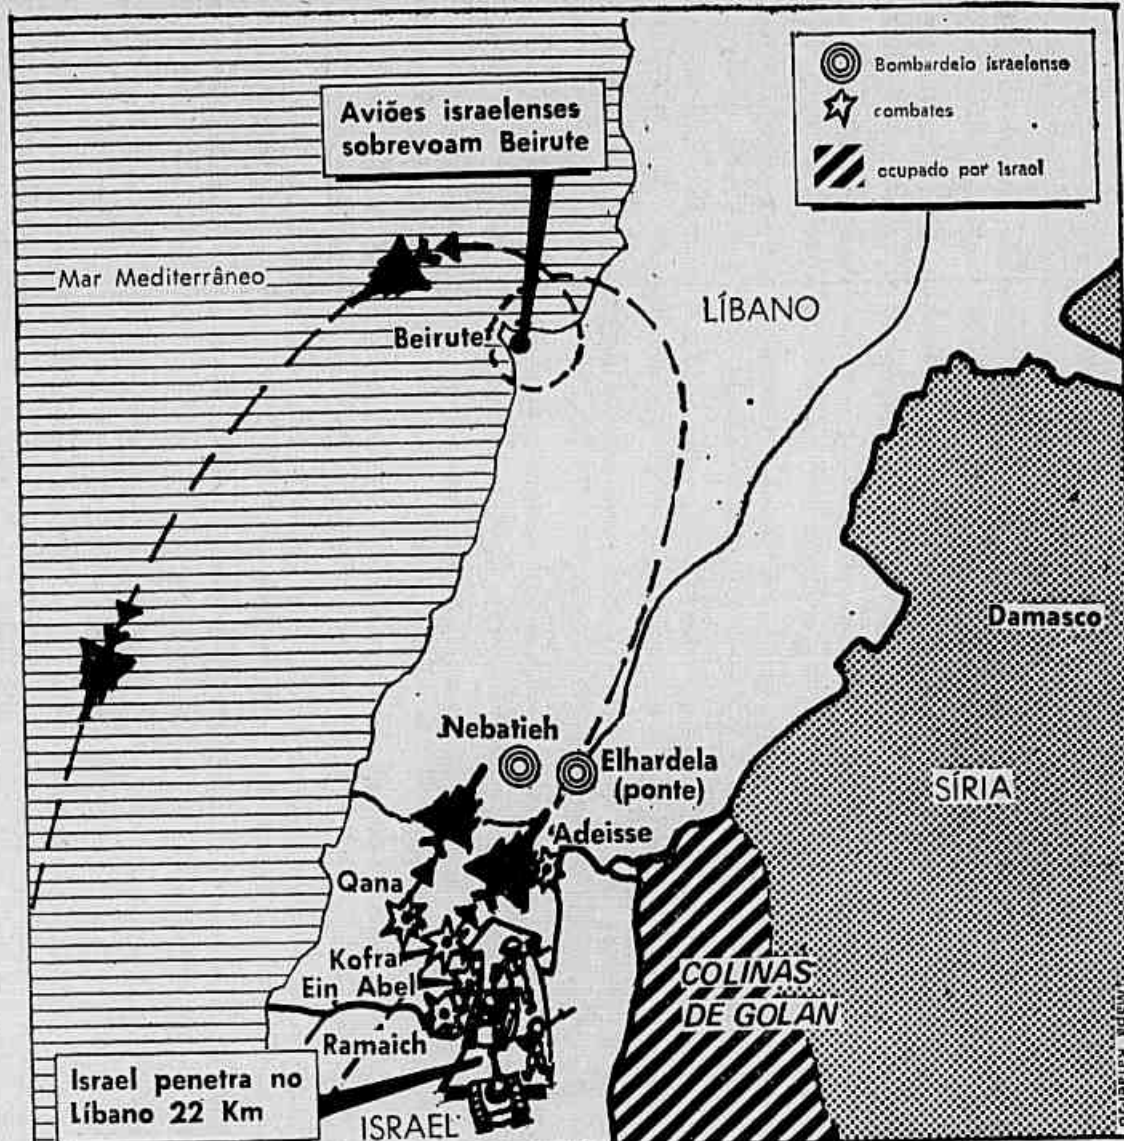 Bombardeio israelense
combates
ocupado por Israel
Aviões israelenses
sobrevoam Beirute
Mar Mediterrâneo
LÍBANO
Beirute
Damasco
Nebatieh
Elhardela
(ponte)
SÍRIA
Adeisse
Qana
Kofra
Ein Abel
COLINAS
DE GOLAN
Ramaich
Israel penetra no
Líbano 22 Km
ISRAEL